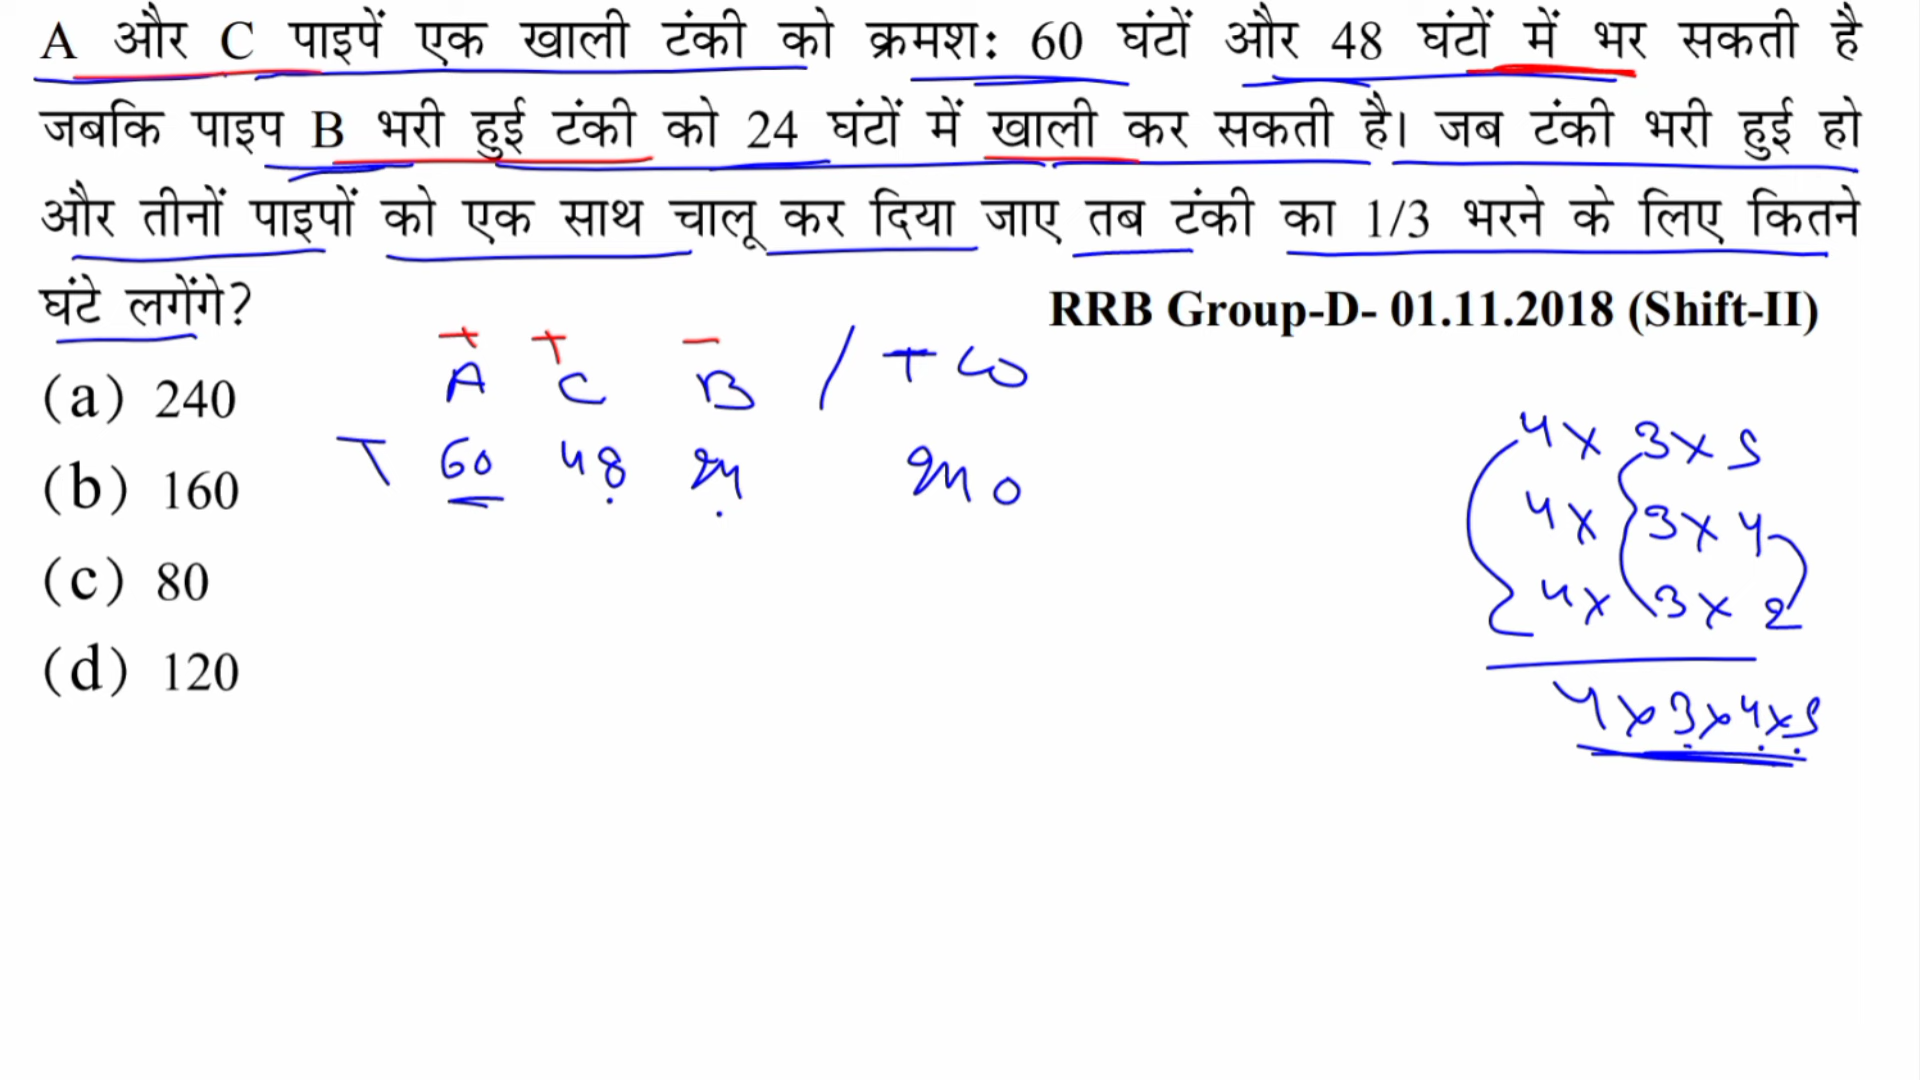 A और C पाइपें एक खाली टंकी को क्रमश: 60 घंटों और 48 घंटों में भर सकती है
जबकि पाइप B भरी हुई टंकी को 24 घंटों में खाली कर सकती है। जब टंकी भरी हुई हो
और तीनों पाइपों को एक साथ चालू कर दिया जाए तब टंकी का 1/3 भरने के लिए कितने
घंटे लगेंगे? RRB Group-D- 01.11.2018 (Shift-II)
+ + −
A C B / T W
(a) 240
T 60 48 24 240
(b) 160
(c) 80
(d) 120
4 x 3 x 5
4 x 3 x 4
4 x 3 x 2
4 x 3 x 4 x 5